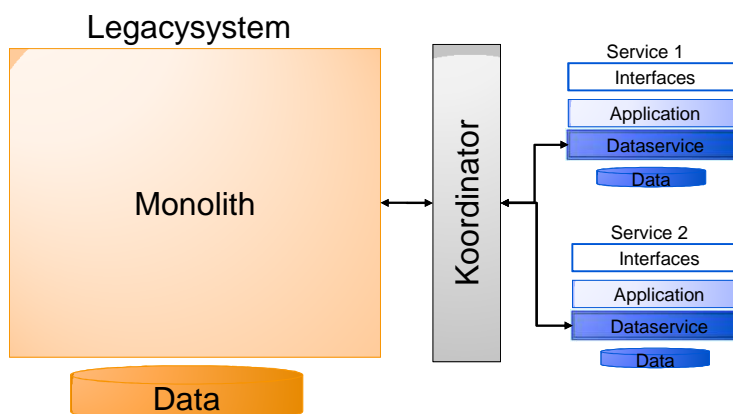 Legacysystem
Monolith
Data
Koordinator
Service 1
Interfaces
Application
Dataservice
Data
Service 2
Interfaces
Application
Dataservice
Data